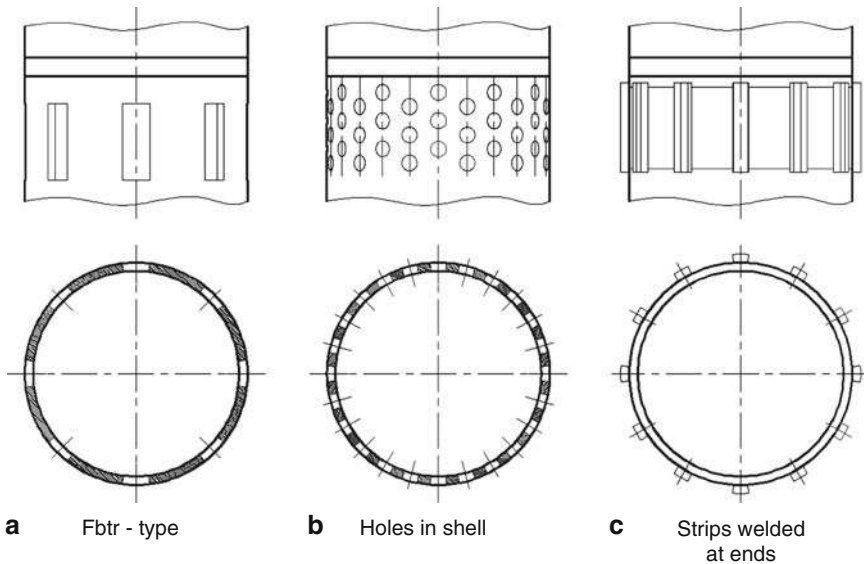 a Fbtr - type
b Holes in shell
c Strips welded
at ends